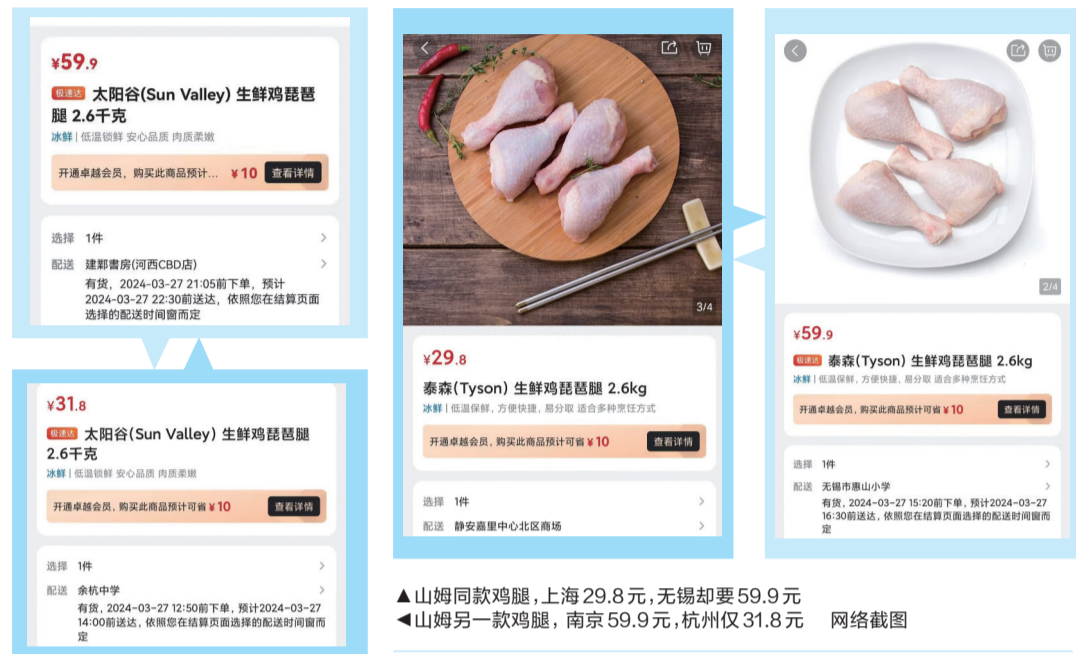 ¥59.9
极速达 太阳谷(Sun Valley) 生鲜鸡琵琶
腿 2.6千克
冰鲜 | 低温锁鲜 安心品质 肉质柔嫩
开通卓越会员，购买此商品预计... ¥10 查看详情
选择 1件
配送 建鄴書房(河西CBD店)
有货，2024-03-27 21:05前下单，预计
2024-03-27 22:30前送达，依照您在结算页面
选择的配送时间窗而定
¥31.8
极速达 太阳谷(Sun Valley) 生鲜鸡琵琶腿
2.6千克
冰鲜 | 低温锁鲜 安心品质 肉质柔嫩
开通卓越会员，购买此商品预计可省 ¥10 查看详情
选择 1件
配送 余杭中学
有货，2024-03-27 12:50前下单，预计2024-03-27
14:00前送达，依照您在结算页面选择的配送时间窗而
定
3/4
¥29.8
泰森(Tyson) 生鲜鸡琵琶腿 2.6kg
冰鲜 | 低温保鲜，方便快捷，易分取 适合多种烹饪方式
开通卓越会员，购买此商品预计可省 ¥10 查看详情
选择 1件
配送 静安嘉里中心北区商场
2/4
¥59.9
极速达 泰森(Tyson) 生鲜鸡琵琶腿 2.6kg
冰鲜 | 低温保鲜，方便快捷，易分取 适合多种烹饪方式
开通卓越会员，购买此商品预计可省 ¥10 查看详情
选择 1件
配送 无锡市惠山小学
有货，2024-03-27 15:20前下单，预计2024-03-27
16:30前送达，依照您在结算页面选择的配送时间窗而
定
▲山姆同款鸡腿，上海29.8元，无锡却要59.9元
◀山姆另一款鸡腿，南京59.9元，杭州仅31.8元 网络截图